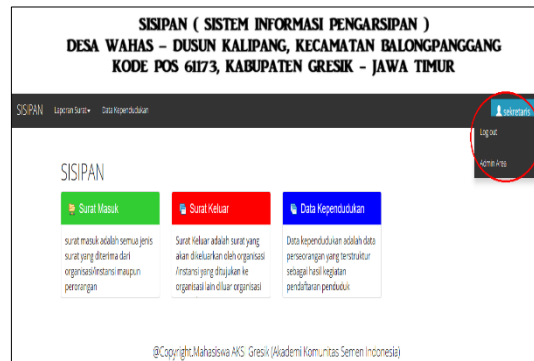 SISIPAN ( SISTEM INFORMASI PENGARSIPAN )
DESA WAHAS – DUSUN KALIPANG, KECAMATAN BALONGPANGGANG
KODE POS 61173, KABUPATEN GRESIK – JAWA TIMUR
SISIPAN Laporan Surat Data Kependudukan sekretaris
Log out
Admin Area
SISIPAN
Surat Masuk
surat masuk adalah semua jenis
surat yang diterima dari
organisasi/instansi maupun
perorangan
Surat Keluar
Surat Keluar adalah surat yang
akan dikeluarkan oleh organisasi
/instansi yang ditujukan ke
organisasi lain diluar organisasi
Data Kependudukan
Data kependudukan adalah data
perseorangan yang terstruktur
sebagai hasil kegiatan
pendaftaran penduduk
@Copyright.Mahasiswa AKS Gresik (Akademi Komunitas Semen Indonesia)